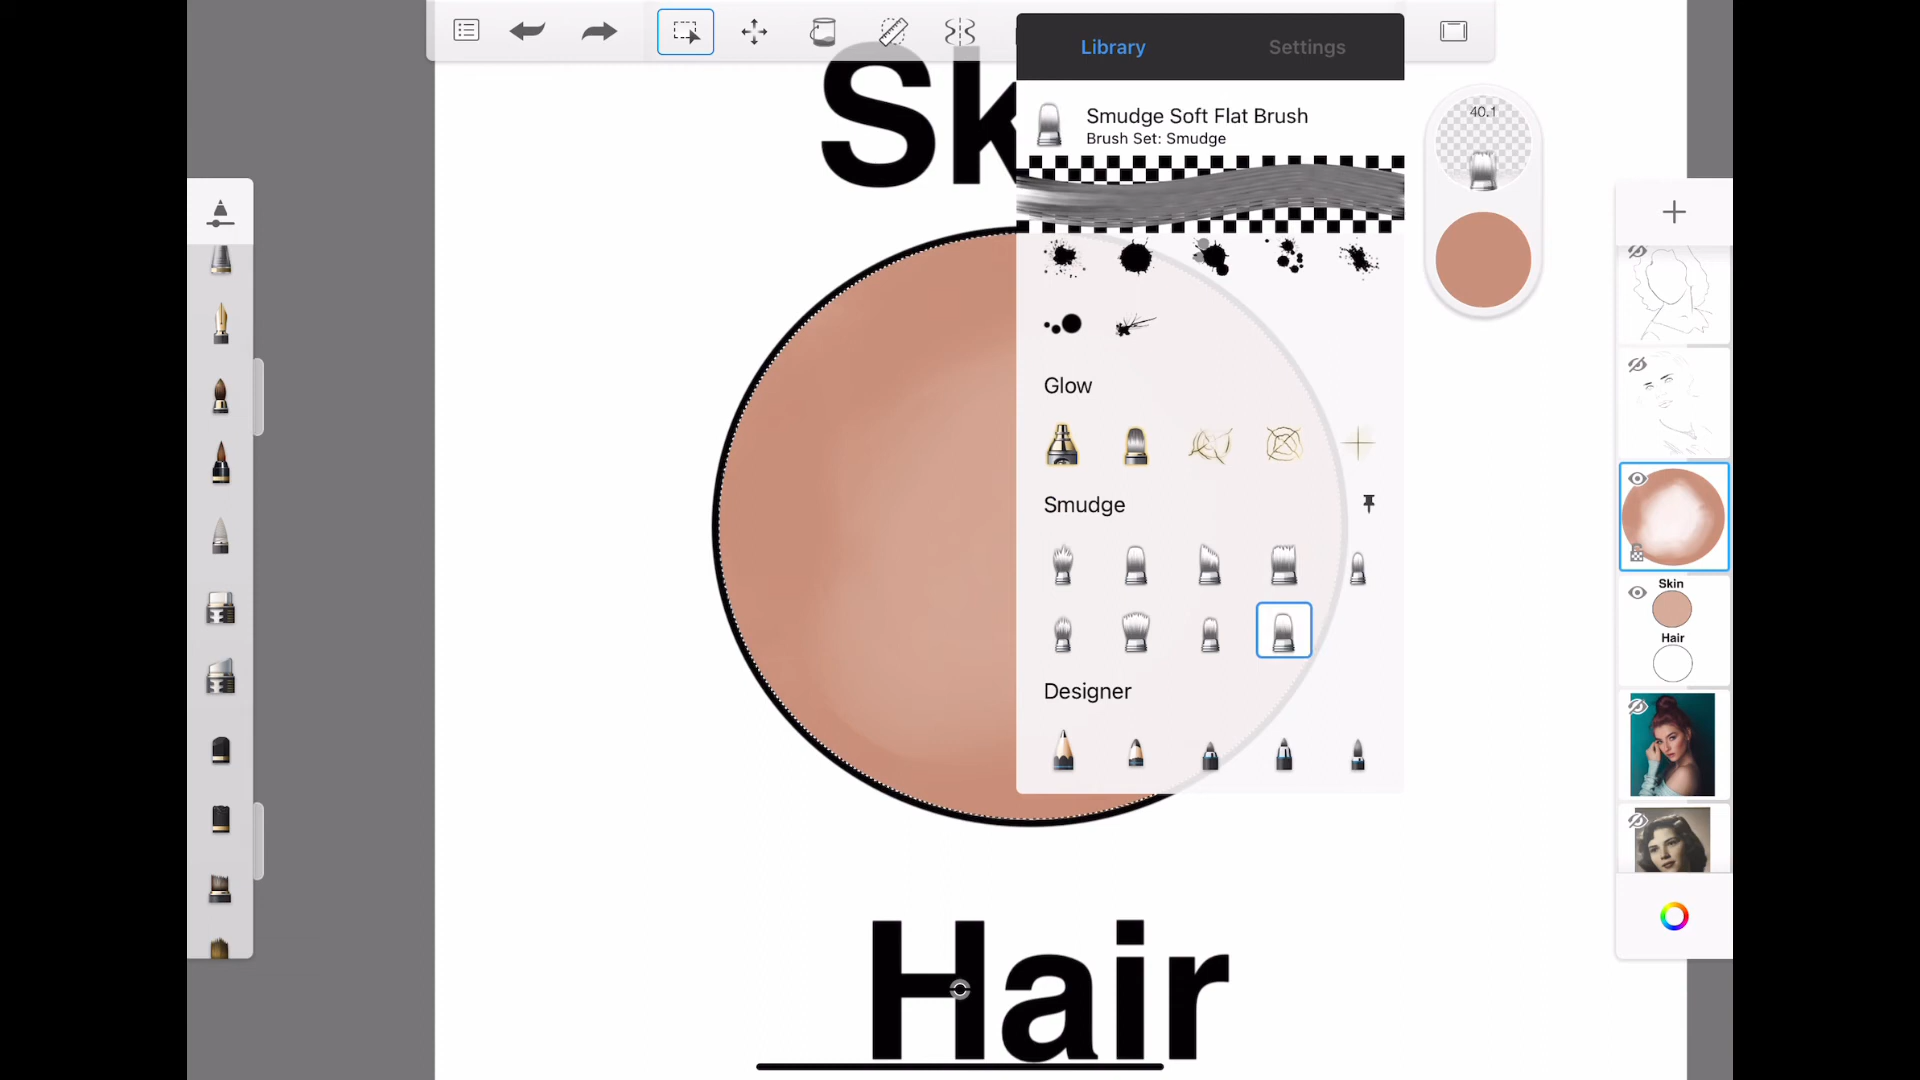 Library
Settings
Sk
Smudge Soft Flat Brush
Brush Set: Smudge
40.1
Glow
Smudge
Designer
Skin
Hair
Hair